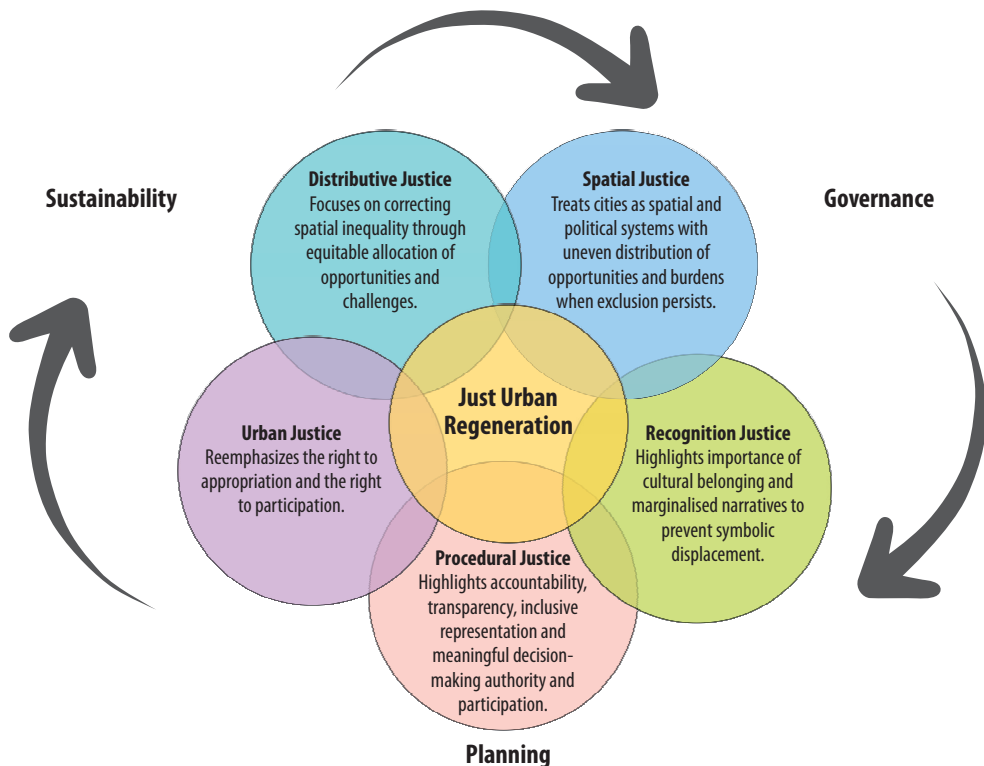 Sustainability
Governance
Distributive Justice
Focuses on correcting
spatial inequality through
equitable allocation of
opportunities and
challenges.
Spatial Justice
Treats cities as spatial and
political systems with
uneven distribution of
opportunities and burdens
when exclusion persists.
Just Urban
Regeneration
Urban Justice
Reemphasizes the right to
appropriation and the right
to participation.
Recognition Justice
Highlights importance of
cultural belonging and
marginalised narratives to
prevent symbolic
displacement.
Procedural Justice
Highlights accountability,
transparency, inclusive
representation and
meaningful decision-
making authority and
participation.
Planning